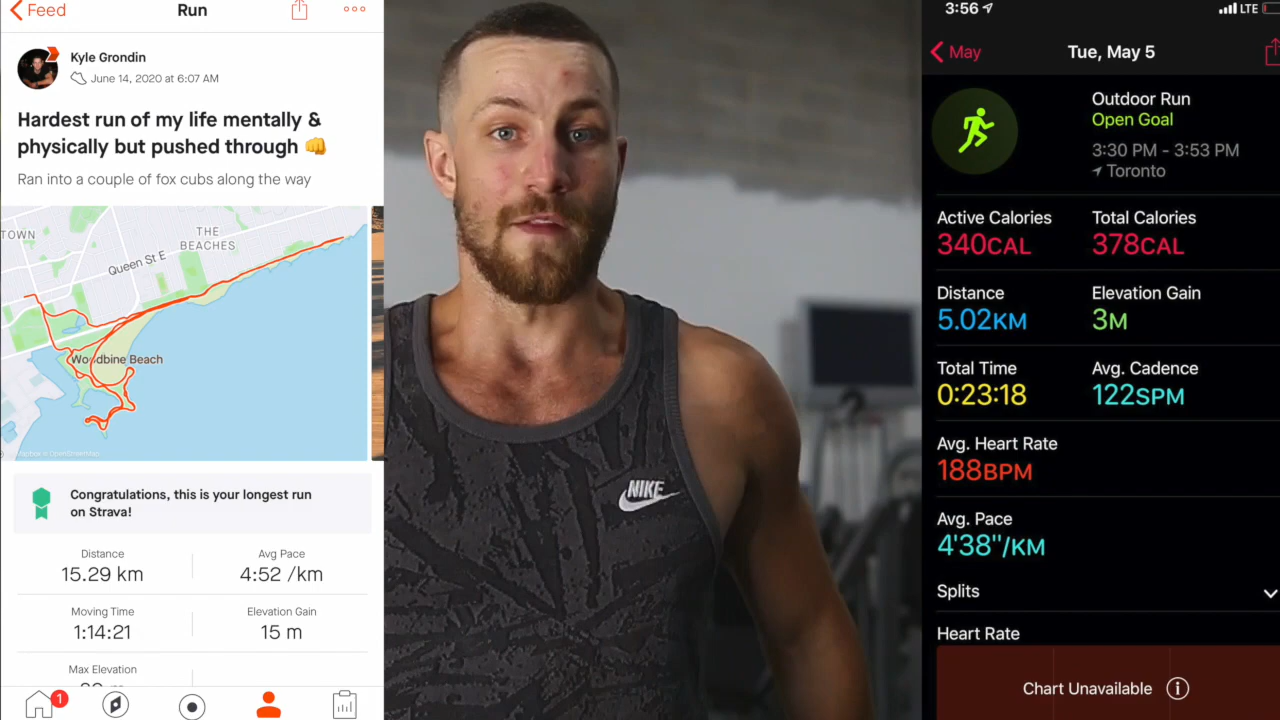 Feed
Run
Kyle Grondin
June 14, 2020 at 6:07 AM
Hardest run of my life mentally &
physically but pushed through 👊
Ran into a couple of fox cubs along the way
TOWN
THE
BEACHES
Queen St E
Woodbine Beach
Congratulations, this is your longest run
on Strava!
Distance
15.29 km
Avg Pace
4:52 /km
Moving Time
1:14:21
Elevation Gain
15 m
Max Elevation
1
NIKE
3:56
LTE
May
Tue, May 5
Outdoor Run
Open Goal
3:30 PM - 3:53 PM
Toronto
Active Calories
340CAL
Total Calories
378CAL
Distance
5.02KM
Elevation Gain
3M
Total Time
0:23:18
Avg. Cadence
122SPM
Avg. Heart Rate
188BPM
Avg. Pace
4'38"/KM
Splits
Heart Rate
Chart Unavailable